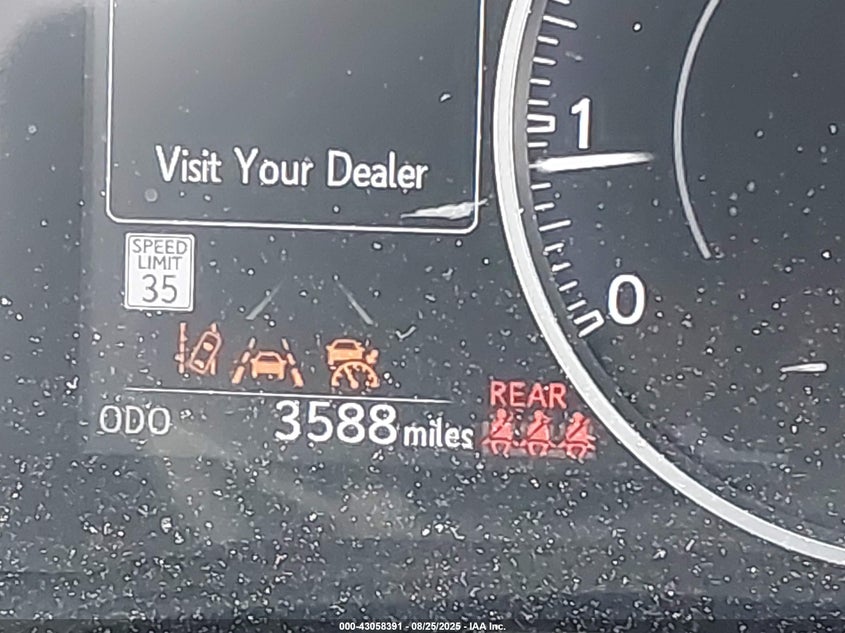 1
Visit Your Dealer
SPEED
LIMIT
35
0
REAR
ODO 3588 miles
000-43058391 - 08/25/2025 - IAA Inc.